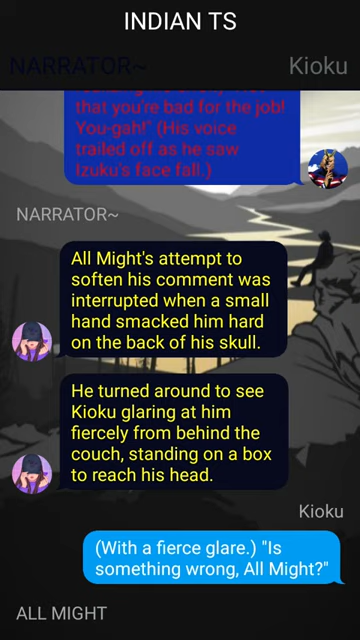 INDIAN TS
NARRATOR~
Kioku
that you're bad for the job!
You-gah!" (His voice
trailed off as he saw
Izuku's face fall.)
NARRATOR~
All Might's attempt to
soften his comment was
interrupted when a small
hand smacked him hard
on the back of his skull.
He turned around to see
Kioku glaring at him
fiercely from behind the
couch, standing on a box
to reach his head.
Kioku
(With a fierce glare.) "Is
something wrong, All Might?"
ALL MIGHT